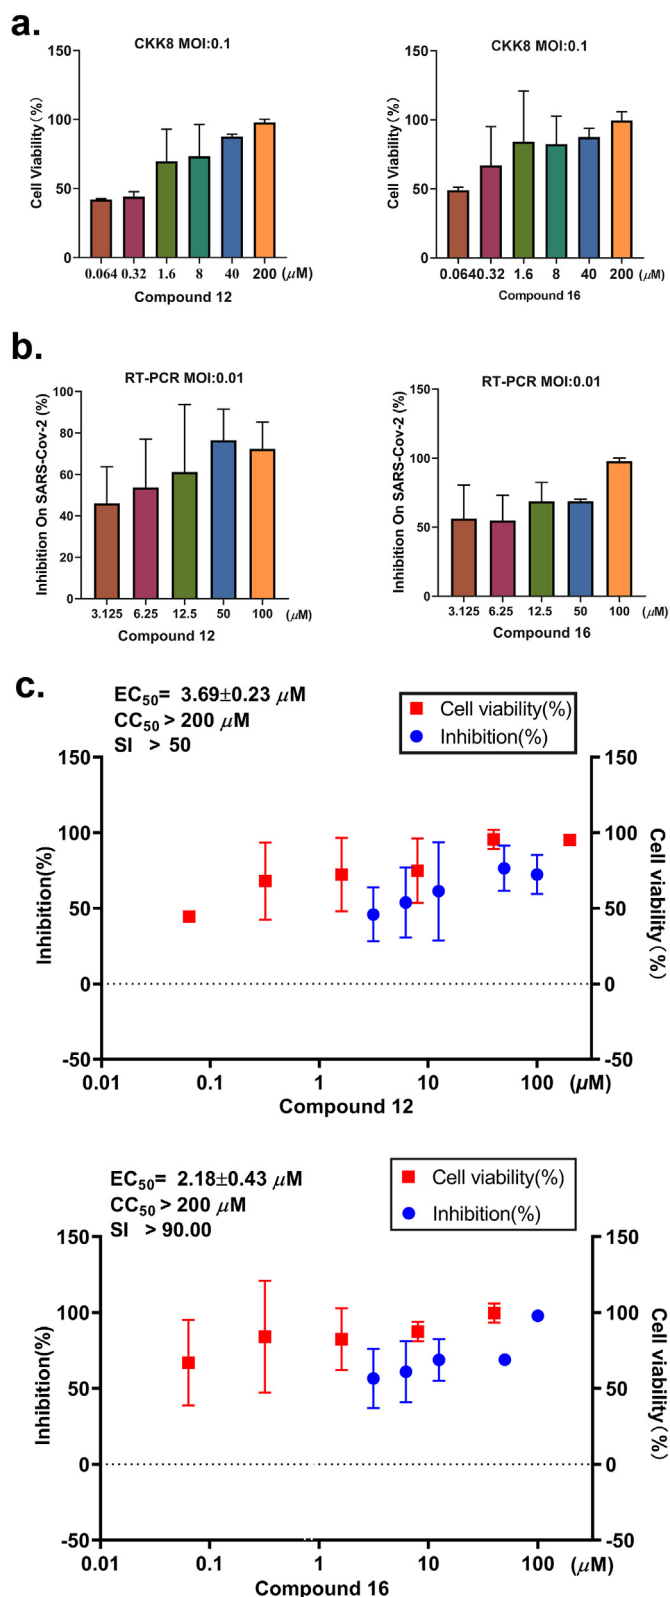 a.
CKK8 MOI:0.1
Cell Viability (%)
150
100
50
0
0.064 0.32 1.6 8 40 200 (μM)
Compound 12
CKK8 MOI:0.1
Cell Viability (%)
150
100
50
0
0.064 0.32 1.6 8 40 200 (μM)
Compound 16
b.
RT-PCR MOI:0.01
Inhibition On SARS-Cov-2 (%)
100
80
60
40
20
0
3.125 6.25 12.5 50 100 (μM)
Compound 12
RT-PCR MOI:0.01
Inhibition On SARS-Cov-2 (%)
150
100
50
0
3.125 6.25 12.5 50 100 (μM)
Compound 16
c.
EC50= 3.69±0.23 μM
CC50 > 200 μM
SI > 50
Cell viability(%)
Inhibition(%)
Inhibition(%)
150
100
50
0
-50
150
100
50
0
-50
Cell viability(%)
0.01 0.1 1 10 100 (μM)
Compound 12
EC50= 2.18±0.43 μM
CC50 > 200 μM
SI > 90.00
Cell viability(%)
Inhibition(%)
Inhibition(%)
150
100
50
0
-50
150
100
50
0
-50
Cell viability(%)
0.01 0.1 1 10 100 (μM)
Compound 16